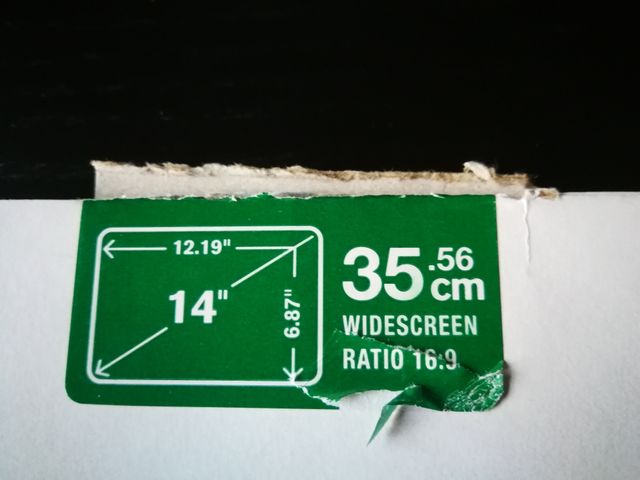 12.19"
14"
6.87"
35.56 cm
WIDESCREEN
RATIO 16:9